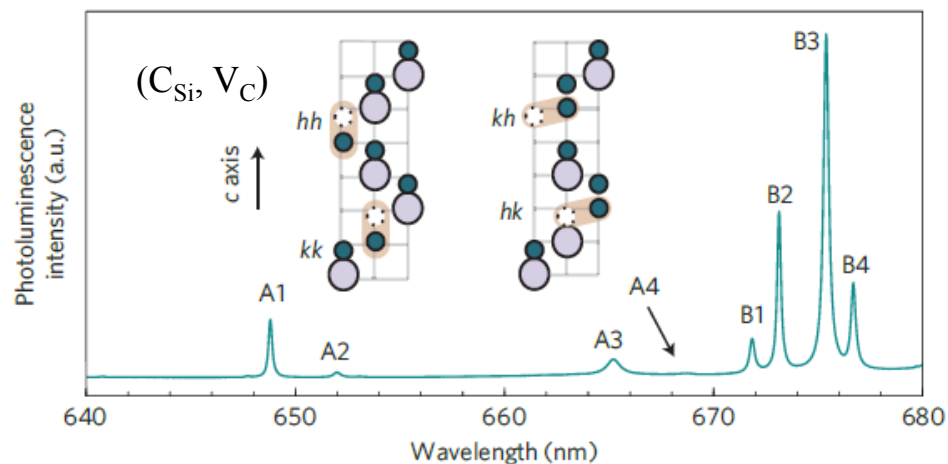 (C_Si, V_C)
hh
kk
c axis
kh
hk
Photoluminescence
intensity (a.u.)
A1
A2
A3
A4
B1
B2
B3
B4
640
650
660
670
680
Wavelength (nm)